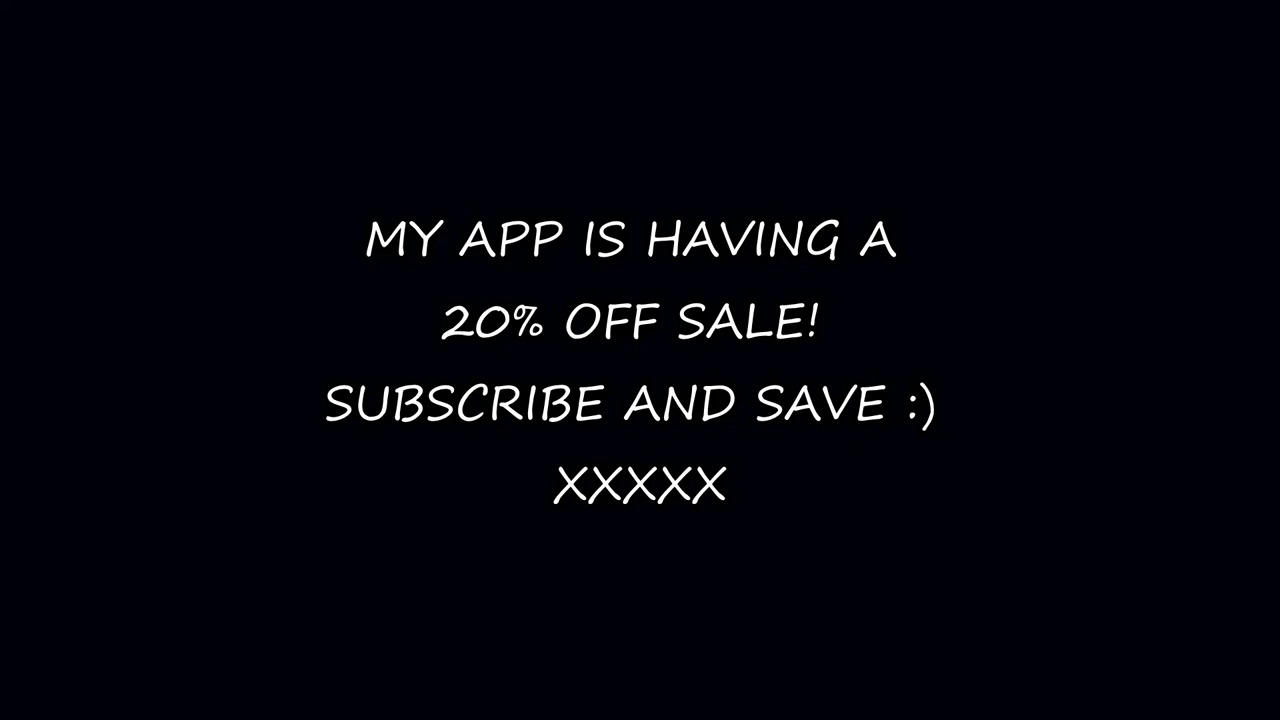 MY APP IS HAVING A
20% OFF SALE!
SUBSCRIBE AND SAVE :)
XXXXX